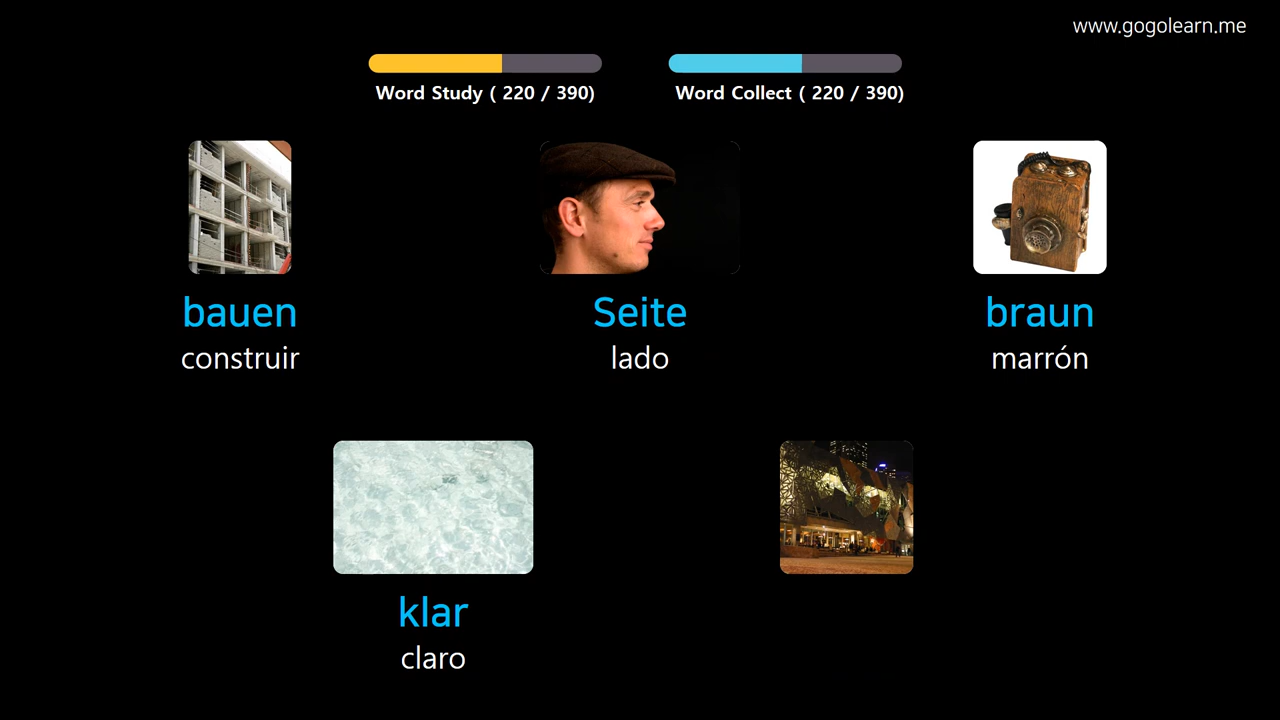 www.gogolearn.me
Word Study ( 220 / 390)
Word Collect ( 220 / 390)
bauen
construir
Seite
lado
braun
marrón
klar
claro